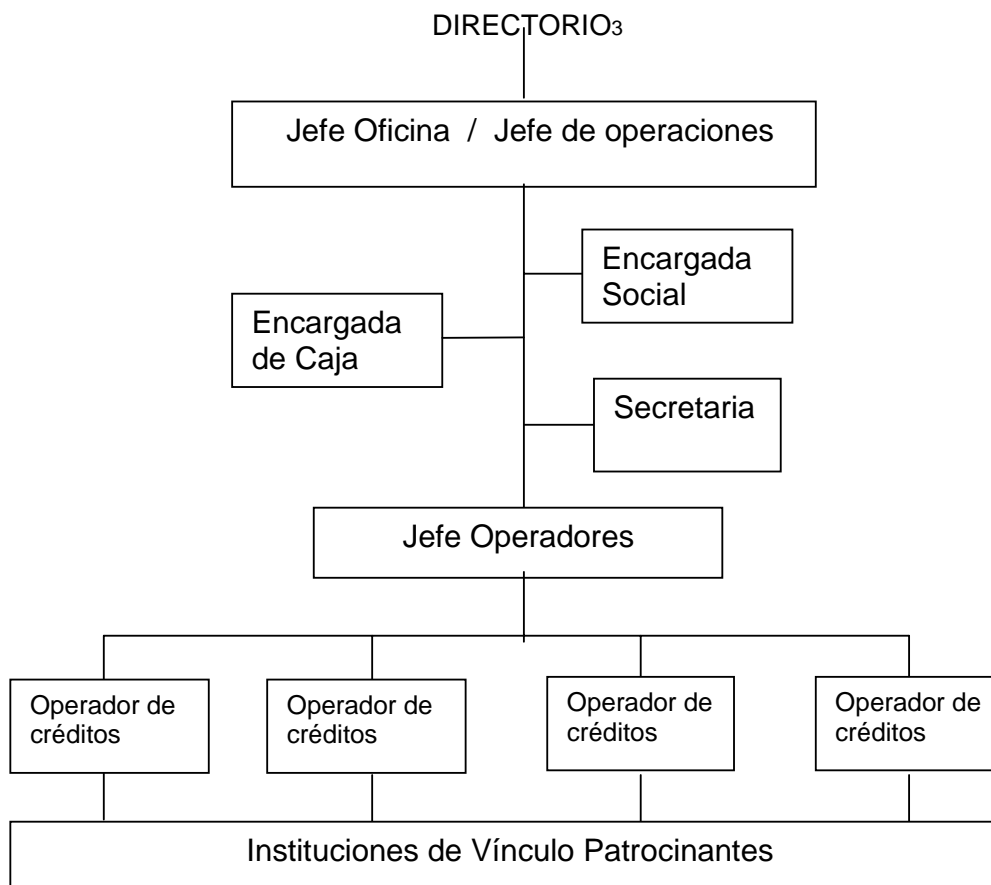 DIRECTORIO3
Jefe Oficina / Jefe de operaciones
Encargada
Social
Encargada
de Caja
Secretaria
Jefe Operadores
Operador de
créditos
Operador de
créditos
Operador de
créditos
Operador de
créditos
Instituciones de Vínculo Patrocinantes